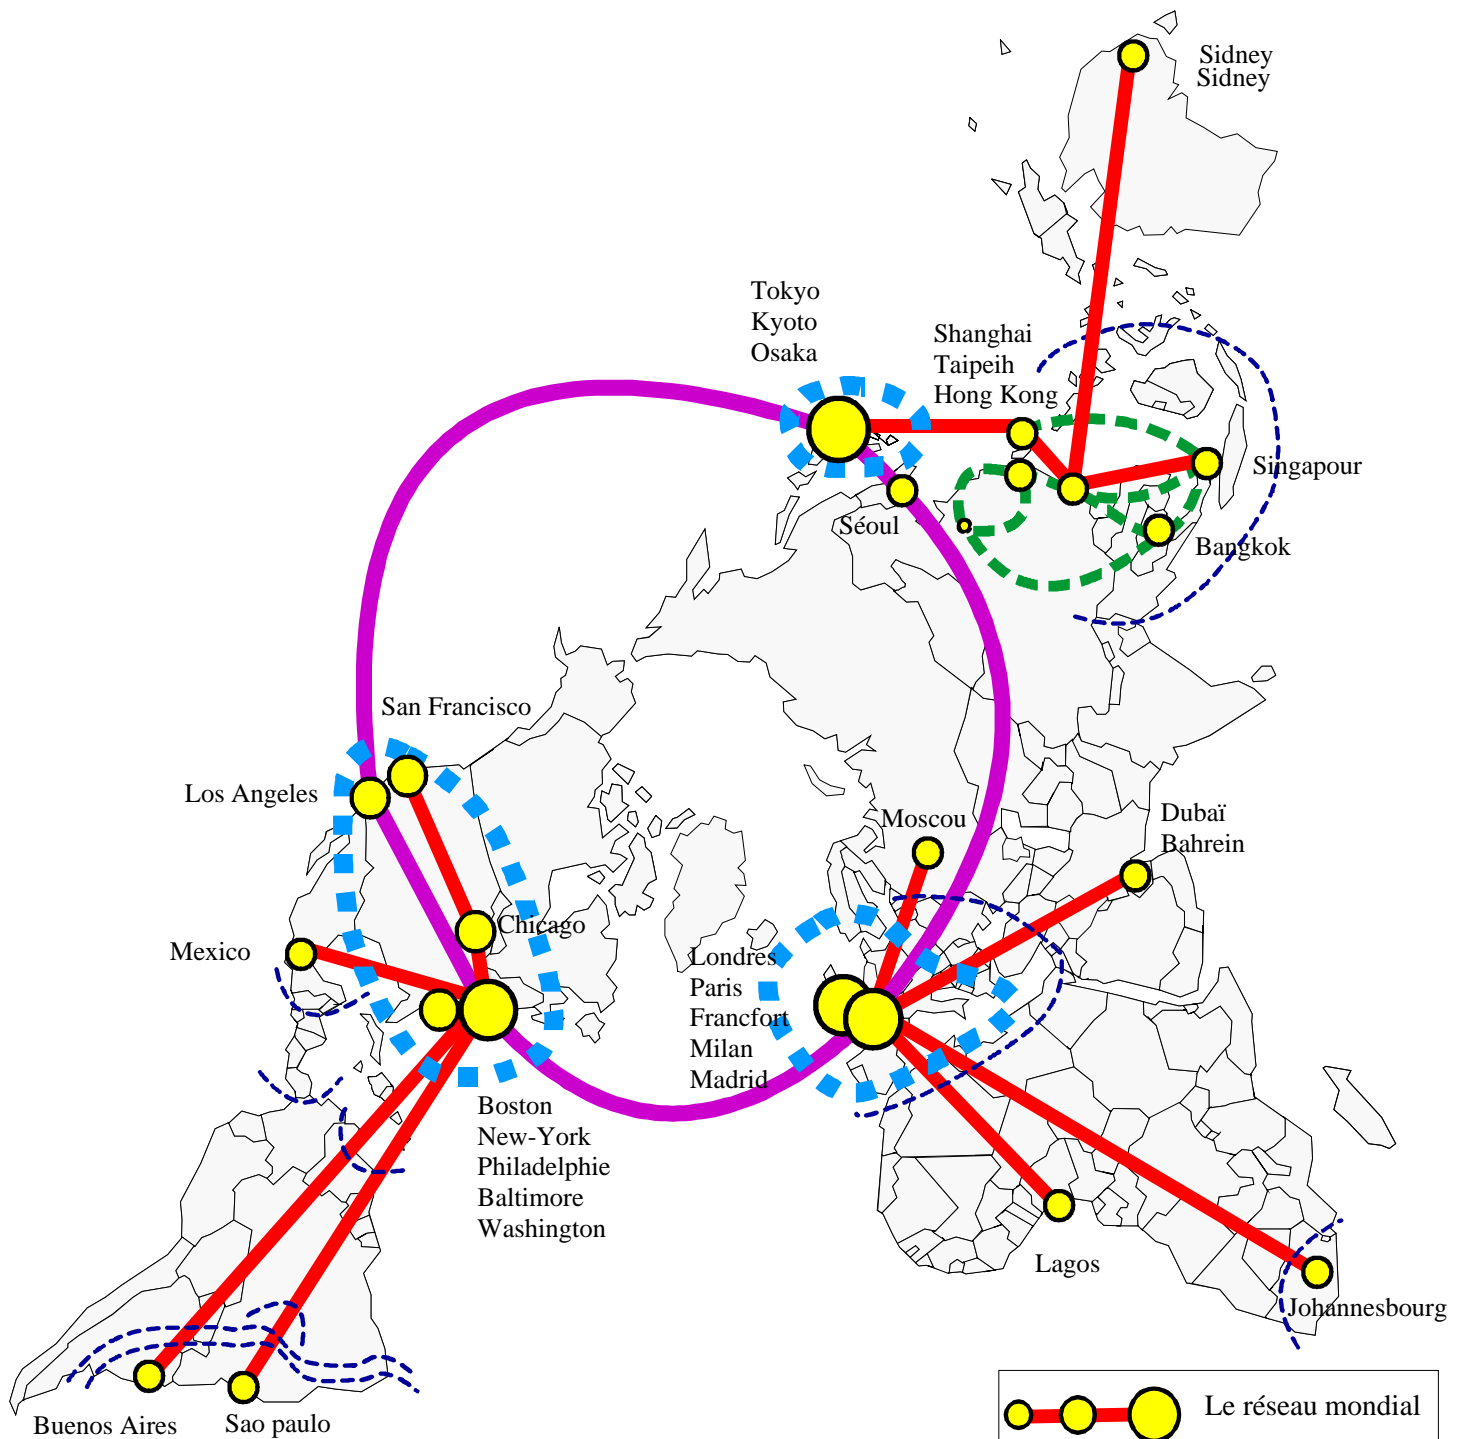 Sidney
Sidney
Tokyo
Kyoto
Osaka
Shanghai
Taipeih
Hong Kong
Singapour
Séoul
Bangkok
San Francisco
Los Angeles
Moscou
Dubaï
Bahrein
Mexico
Chicago
Londres
Paris
Francfort
Milan
Madrid
Boston
New-York
Philadelphie
Baltimore
Washington
Lagos
Johannesbourg
Buenos Aires
Sao paulo
Le réseau mondial